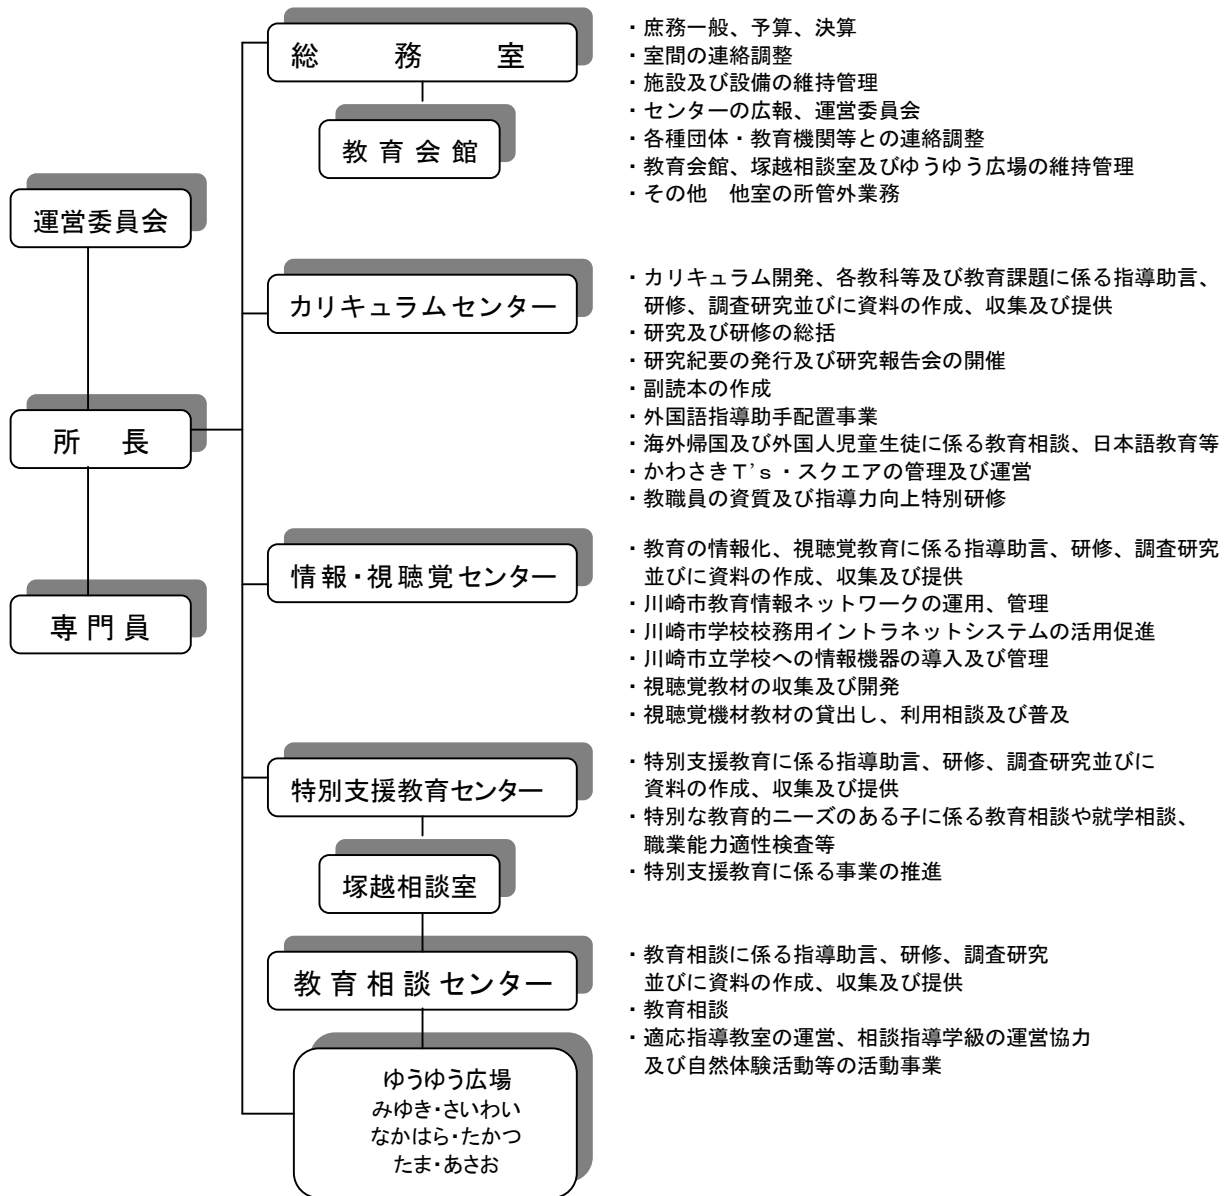 総務室
教育会館
・庶務一般、予算、決算
・室間の連絡調整
・施設及び設備の維持管理
・センターの広報、運営委員会
・各種団体・教育機関等との連絡調整
・教育会館、塚越相談室及びゆうゆう広場の維持管理
・その他　他室の所管外業務
運営委員会
所長
専門員
カリキュラムセンター
・カリキュラム開発、各教科等及び教育課題に係る指導助言、
研修、調査研究並びに資料の作成、収集及び提供
・研究及び研修の総括
・研究紀要の発行及び研究報告会の開催
・副読本の作成
・外国語指導助手配置事業
・海外帰国及び外国人児童生徒に係る教育相談、日本語教育等
・かわさきＴ’ｓ・スクエアの管理及び運営
・教職員の資質及び指導力向上特別研修
情報・視聴覚センター
・教育の情報化、視聴覚教育に係る指導助言、研修、調査研究
並びに資料の作成、収集及び提供
・川崎市教育情報ネットワークの運用、管理
・川崎市学校校務用イントラネットシステムの活用促進
・川崎市立学校への情報機器の導入及び管理
・視聴覚教材の収集及び開発
・視聴覚機材教材の貸出し、利用相談及び普及
特別支援教育センター
塚越相談室
・特別支援教育に係る指導助言、研修、調査研究並びに
資料の作成、収集及び提供
・特別な教育的ニーズのある子に係る教育相談や就学相談、
職業能力適性検査等
・特別支援教育に係る事業の推進
教育相談センター
・教育相談に係る指導助言、研修、調査研究
並びに資料の作成、収集及び提供
・教育相談
・適応指導教室の運営、相談指導学級の運営協力
及び自然体験活動等の活動事業
ゆうゆう広場
みゆき・さいわい
なかはら・たかつ
たま・あさお